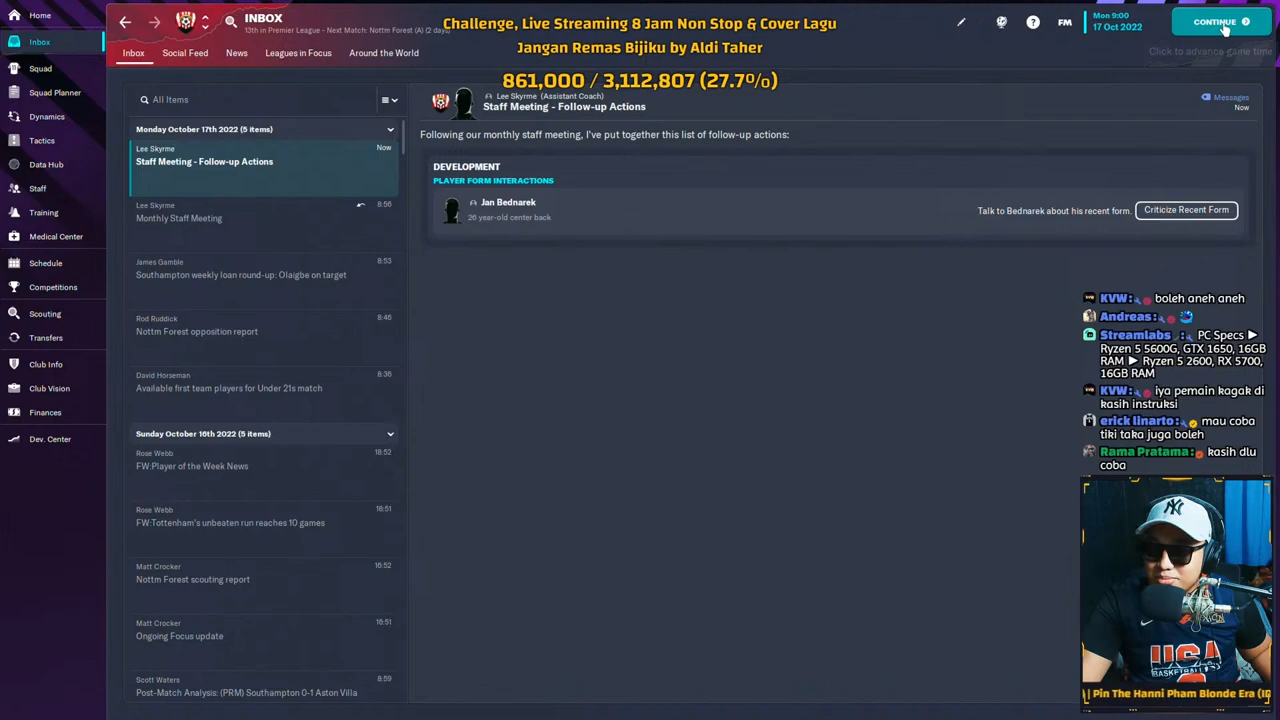 Home
Inbox
Squad
Squad Planner
Dynamics
Tactics
Data Hub
Staff
Training
Medical Center
Schedule
Competitions
Scouting
Transfers
Club Info
Club Vision
Finances
Dev. Center
INBOX
13th in Premier League - Next Match: Nottm Forest (A) (2 days)
Challenge, Live Streaming 8 Jam Non Stop & Cover Lagu
Jangan Remas Bijiku by Aldi Taher
861,000 / 3,112,807 (27.7%)
FM
Mon 9:00
17 Oct 2022
CONTINUE
Click to advance game time
Inbox
Social Feed
News
Leagues in Focus
Around the World
All Items
Monday October 17th 2022 (5 items)
Lee Skyrme
Now
Staff Meeting - Follow-up Actions
Lee Skyrme
8:56
Monthly Staff Meeting
James Gamble
8:53
Southampton weekly loan round-up: Olaigbe on target
Rod Ruddick
8:46
Nottm Forest opposition report
David Horseman
8:36
Available first team players for Under 21s match
Sunday October 16th 2022 (5 items)
Rose Webb
18:52
FW:Player of the Week News
Rose Webb
18:51
FW:Tottenham's unbeaten run reaches 10 games
Matt Crocker
16:52
Nottm Forest scouting report
Matt Crocker
16:51
Ongoing Focus update
Scott Waters
8:59
Post-Match Analysis: (PRM) Southampton 0-1 Aston Villa
Lee Skyrme (Assistant Coach)
Staff Meeting - Follow-up Actions
Messages
Now
Following our monthly staff meeting, I've put together this list of follow-up actions:
DEVELOPMENT
PLAYER FORM INTERACTIONS
Jan Bednarek
26 year-old center back
Talk to Bednarek about his recent form.
Criticize Recent Form
KVW: boleh aneh aneh
Andreas:
Streamlabs : PC Specs ►
Ryzen 5 5600G, GTX 1650, 16GB
RAM ► Ryzen 5 2600, RX 5700,
16GB RAM
KVW: iya pemain kagak di
kasih instruksi
erick linarto: mau coba
tiki taka juga boleh
Rama Pratama: kasih dlu
coba
NY
USA
BASKETBALL
| Pin The Hanni Pham Blonde Era (I